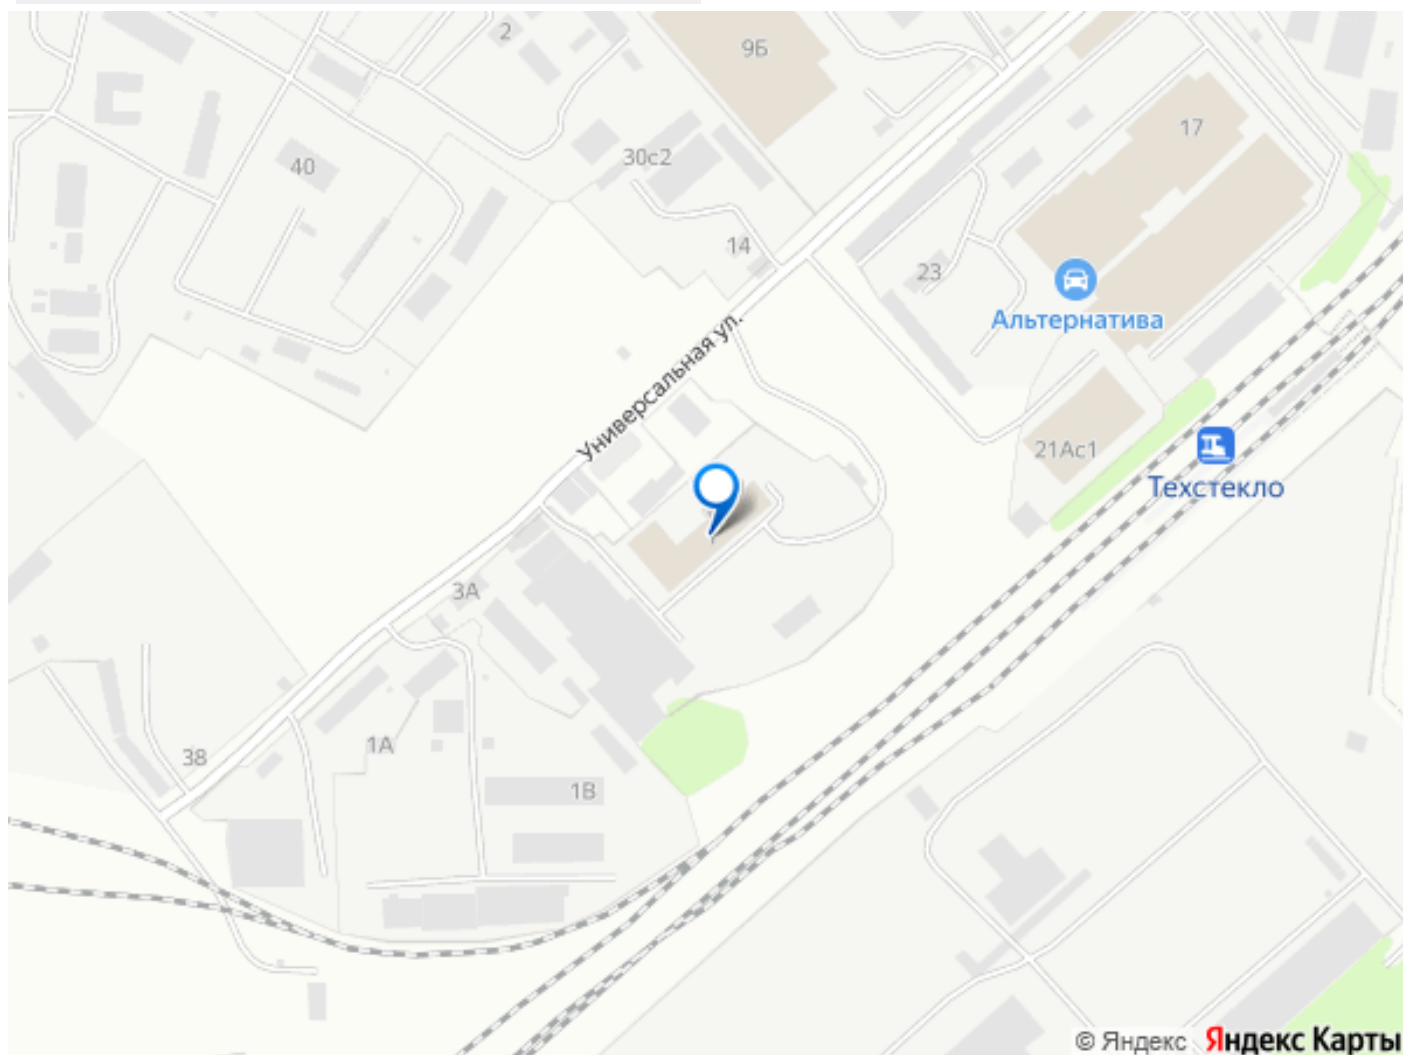 2
9Б
17
30с2
40
14
23
Альтернатива
Универсальная ул.
21Ас1
Техстекло
3А
38
1А
1В
© Яндекс Яндекс Карты